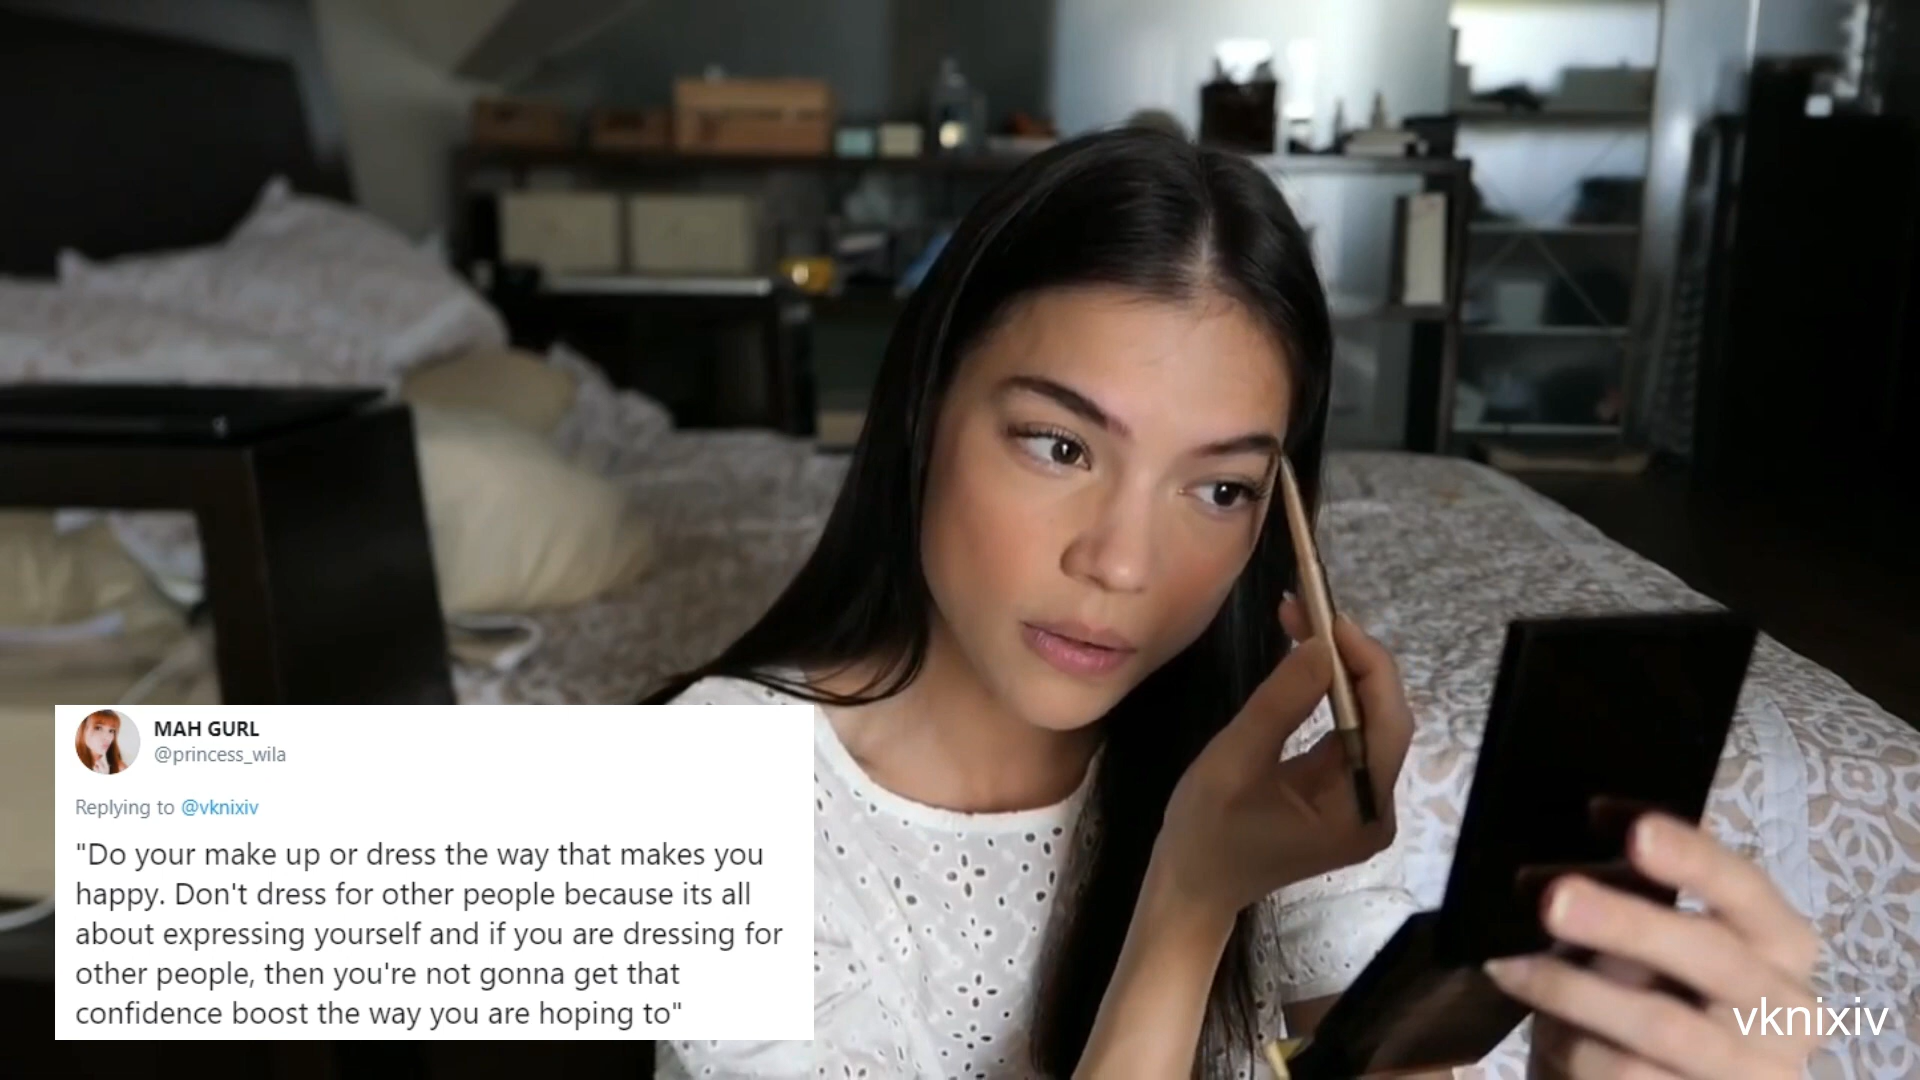 MAH GURL
@princess_wila
Replying to @vknixiv
"Do your make up or dress the way that makes you
happy. Don't dress for other people because its all
about expressing yourself and if you are dressing for
other people, then you're not gonna get that
confidence boost the way you are hoping to"
vknixiv